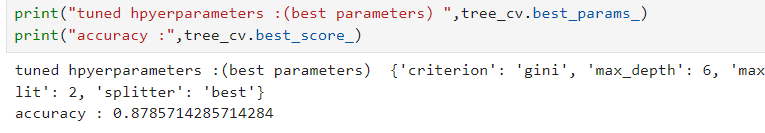 print("tuned hpyerparameters :(best parameters) ",tree_cv.best_params_)
print("accuracy :",tree_cv.best_score_)
tuned hpyerparameters :(best parameters)  {'criterion': 'gini', 'max_depth': 6, 'max
lit': 2, 'splitter': 'best'}
accuracy : 0.8785714285714284